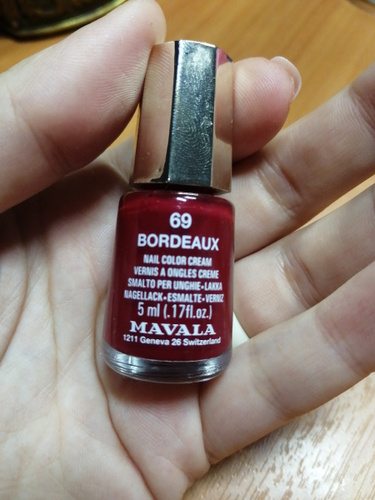 69
BORDEAUX
NAIL COLOR CREAM
VERNIS A ONGLES CREME
SMALTO PER UNGHIE•LAKKA
NAGELLACK•ESMALTE•VERNIZ
5 ml (.17fl.oz.)
MAVALA
1211 Geneva 26 Switzerland